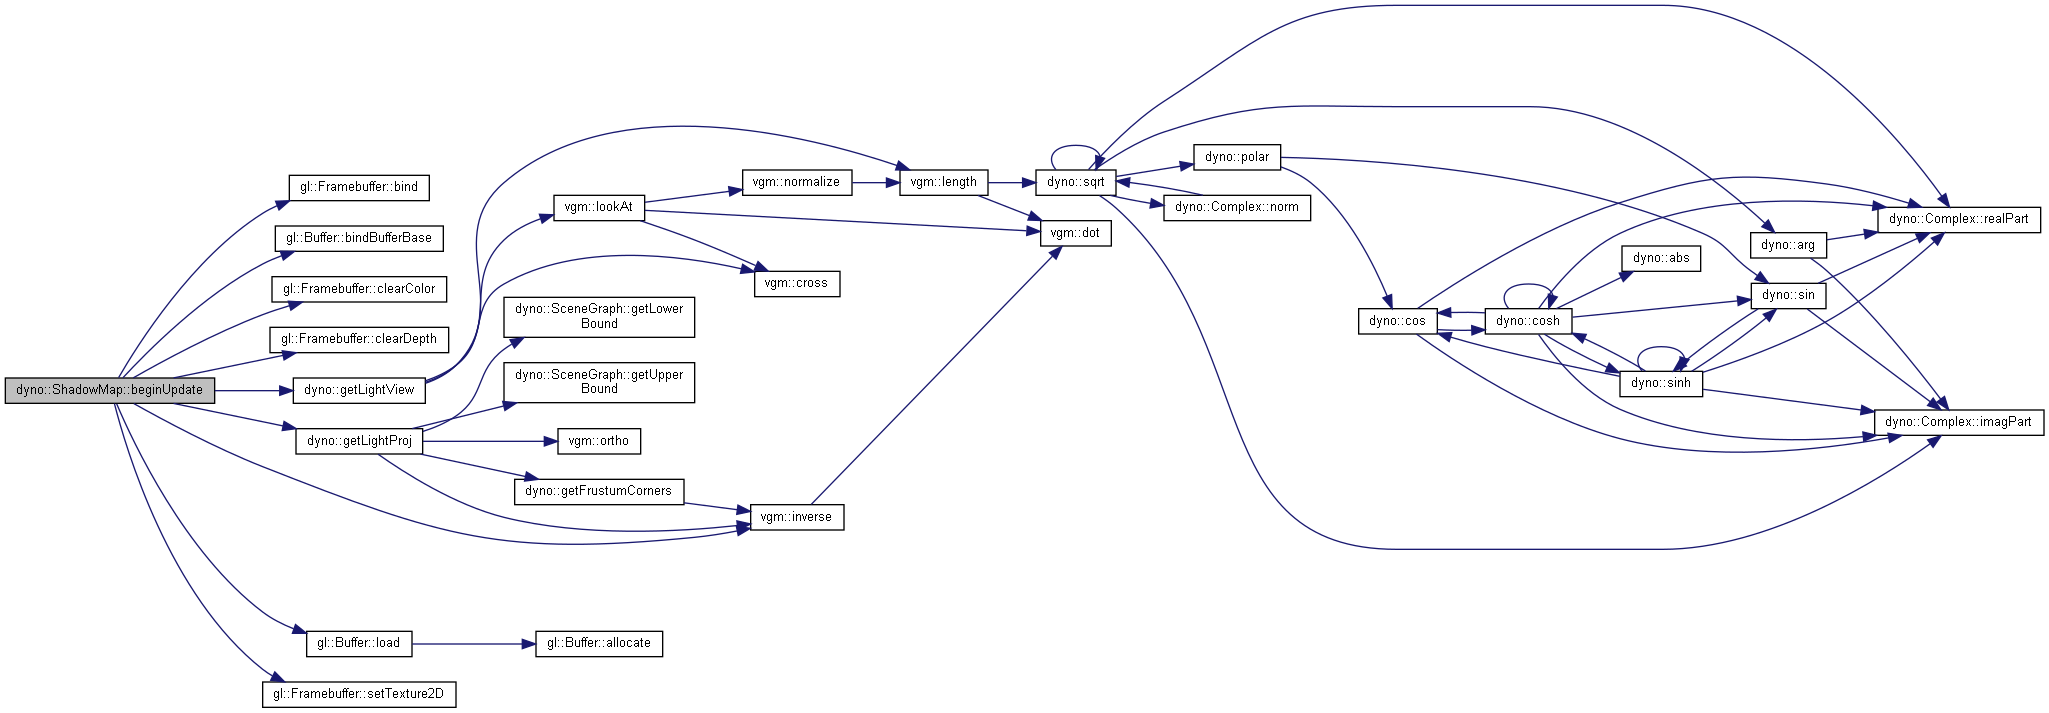 dyno::ShadowMap::beginUpdate
gl::Framebuffer::bind
gl::Buffer::bindBufferBase
gl::Framebuffer::clearColor
gl::Framebuffer::clearDepth
dyno::getLightView
dyno::getLightProj
gl::Buffer::load
gl::Framebuffer::setTexture2D
vgm::lookAt
dyno::SceneGraph::getLower
Bound
dyno::SceneGraph::getUpper
Bound
vgm::ortho
dyno::getFrustumCorners
gl::Buffer::allocate
vgm::normalize
vgm::cross
vgm::inverse
vgm::length
dyno::sqrt
vgm::dot
dyno::polar
dyno::Complex::norm
dyno::cos
dyno::cosh
dyno::abs
dyno::sinh
dyno::arg
dyno::sin
dyno::Complex::realPart
dyno::Complex::imagPart